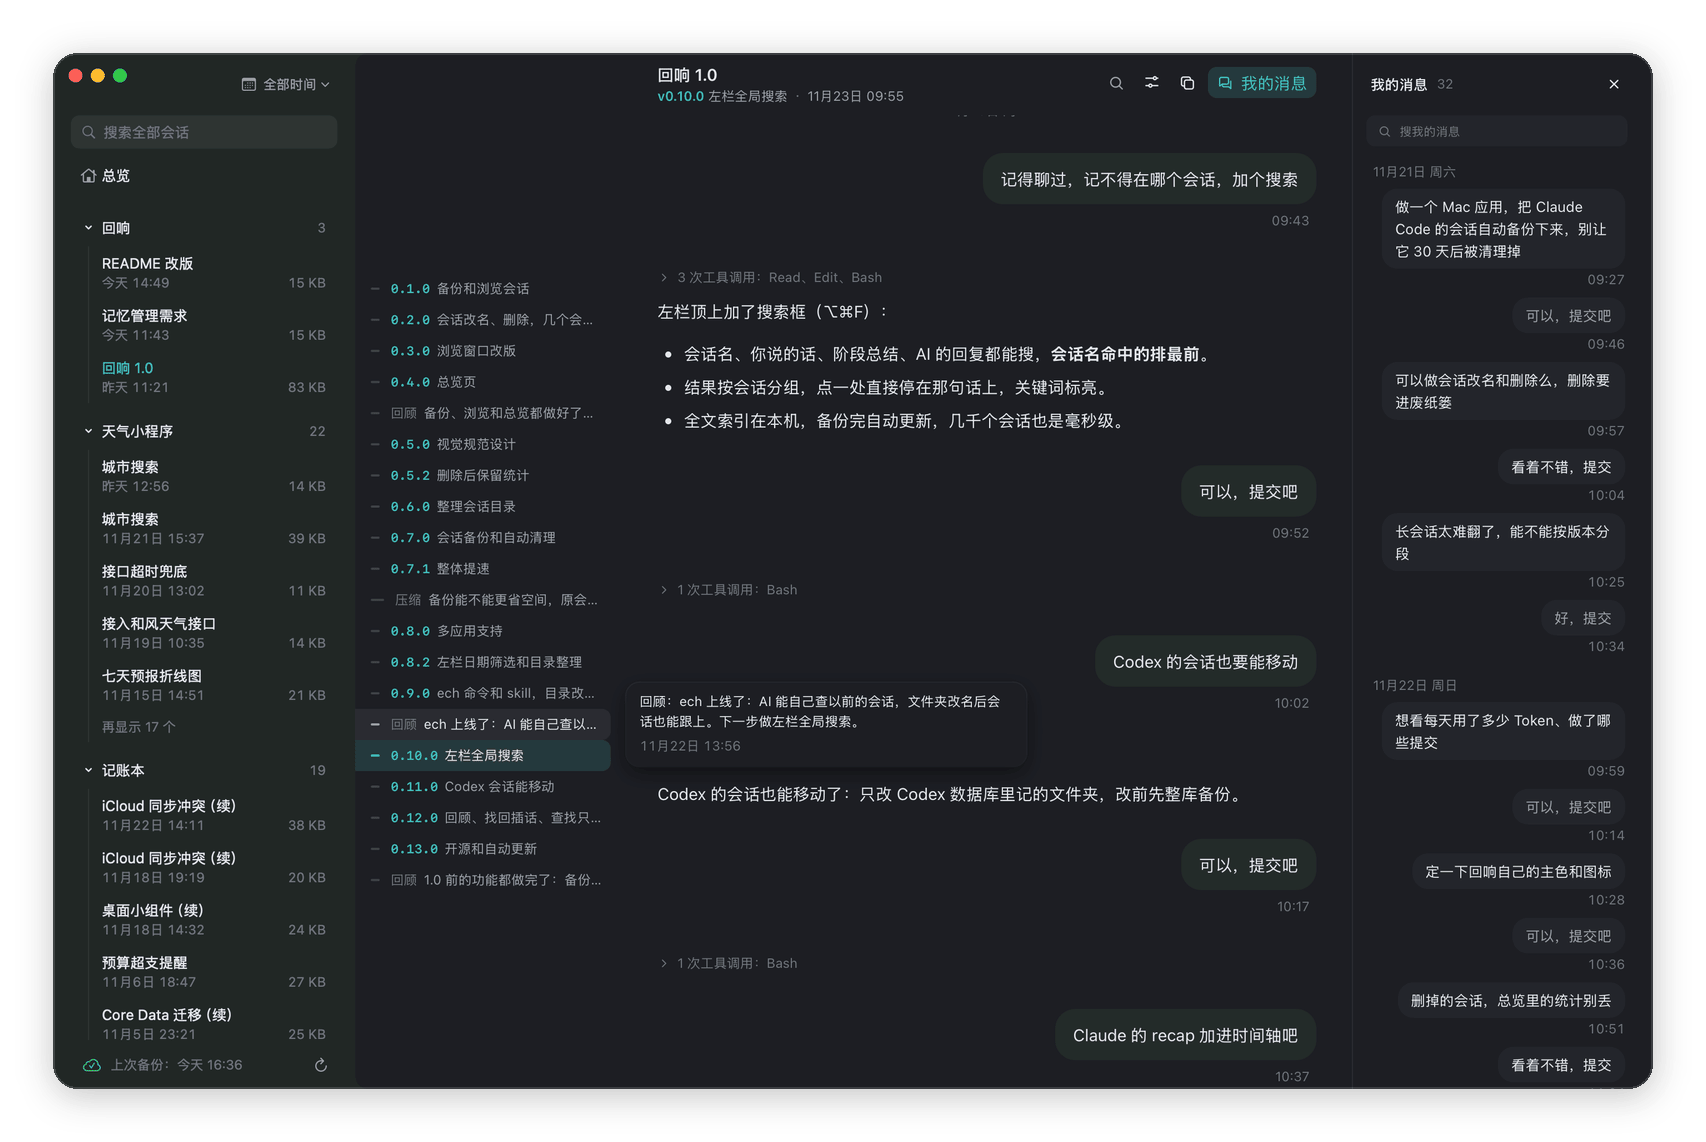 全部时间
搜索全部会话
总览
回响 3
README 改版
今天 14:49 15 KB
记忆管理需求
今天 11:43 15 KB
回响 1.0
昨天 11:21 83 KB
天气小程序 22
城市搜索
昨天 12:56 14 KB
城市搜索
11月21日 15:37 39 KB
接口超时兜底
11月20日 13:02 11 KB
接入和风天气接口
11月19日 10:35 14 KB
七天预报折线图
11月15日 14:51 21 KB
再显示 17 个
记账本 19
iCloud 同步冲突 (续)
11月22日 14:11 38 KB
iCloud 同步冲突 (续)
11月18日 19:19 20 KB
桌面小组件 (续)
11月18日 14:32 24 KB
预算超支提醒
11月6日 18:47 27 KB
Core Data 迁移 (续)
11月5日 23:21 25 KB
上次备份：今天 16:36
0.1.0 备份和浏览会话
0.2.0 会话改名、删除，几个会...
0.3.0 浏览窗口改版
0.4.0 总览页
回顾 备份、浏览和总览都做好了...
0.5.0 视觉规范设计
0.5.2 删除后保留统计
0.6.0 整理会话目录
0.7.0 会话备份和自动清理
0.7.1 整体提速
压缩 备份能不能更省空间，原会...
0.8.0 多应用支持
0.8.2 左栏日期筛选和目录整理
0.9.0 ech 命令和 skill，目录改...
回顾 ech 上线了：AI 能自己查以...
0.10.0 左栏全局搜索
0.11.0 Codex 会话能移动
0.12.0 回顾、找回插话、查找只...
0.13.0 开源和自动更新
回顾 1.0 前的功能都做完了：备份...
回响 1.0
v0.10.0 左栏全局搜索 · 11月23日 09:55
我的消息
记得聊过，记不得在哪个会话，加个搜索
09:43
3 次工具调用：Read、Edit、Bash
左栏顶上加了搜索框（⌥⌘F）：
• 会话名、你说的话、阶段总结、AI 的回复都能搜，会话名命中的排最前。
• 结果按会话分组，点一处直接停在那句话上，关键词标亮。
• 全文索引在本机，备份完自动更新，几千个会话也是毫秒级。
可以，提交吧
09:52
1 次工具调用：Bash
Codex 的会话也要能移动
10:02
回顾：ech 上线了：AI 能自己查以前的会话，文件夹改名后会
话也能跟上。下一步做左栏全局搜索。
11月22日 13:56
Codex 的会话也能移动了：只改 Codex 数据库里记的文件夹，改前先整库备份。
可以，提交吧
10:17
1 次工具调用：Bash
Claude 的 recap 加进时间轴吧
10:37
我的消息 32
搜我的消息
11月21日 周六
做一个 Mac 应用，把 Claude
Code 的会话自动备份下来，别让
它 30 天后被清理掉
09:27
可以，提交吧
09:46
可以做会话改名和删除么，删除要
进废纸篓
09:57
看着不错，提交
10:04
长会话太难翻了，能不能按版本分
段
10:25
好，提交
10:34
11月22日 周日
想看每天用了多少 Token、做了哪
些提交
09:59
可以，提交吧
10:14
定一下回响自己的主色和图标
10:28
可以，提交吧
10:36
删掉的会话，总览里的统计别丢
10:51
看着不错，提交